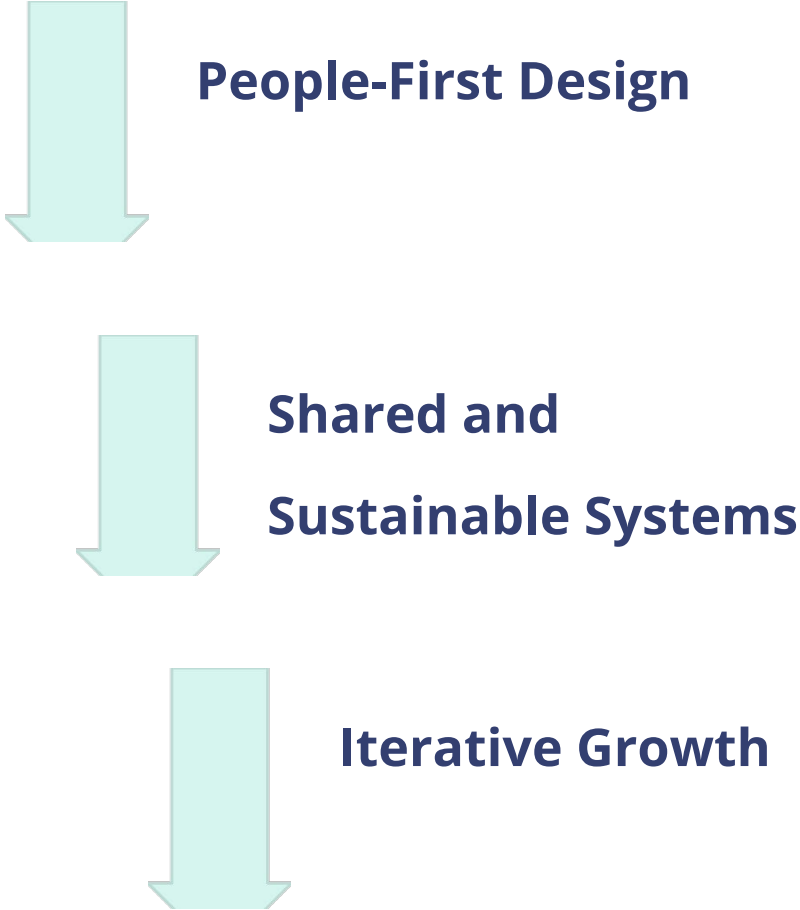 People-First Design
Shared and
Sustainable Systems
Iterative Growth